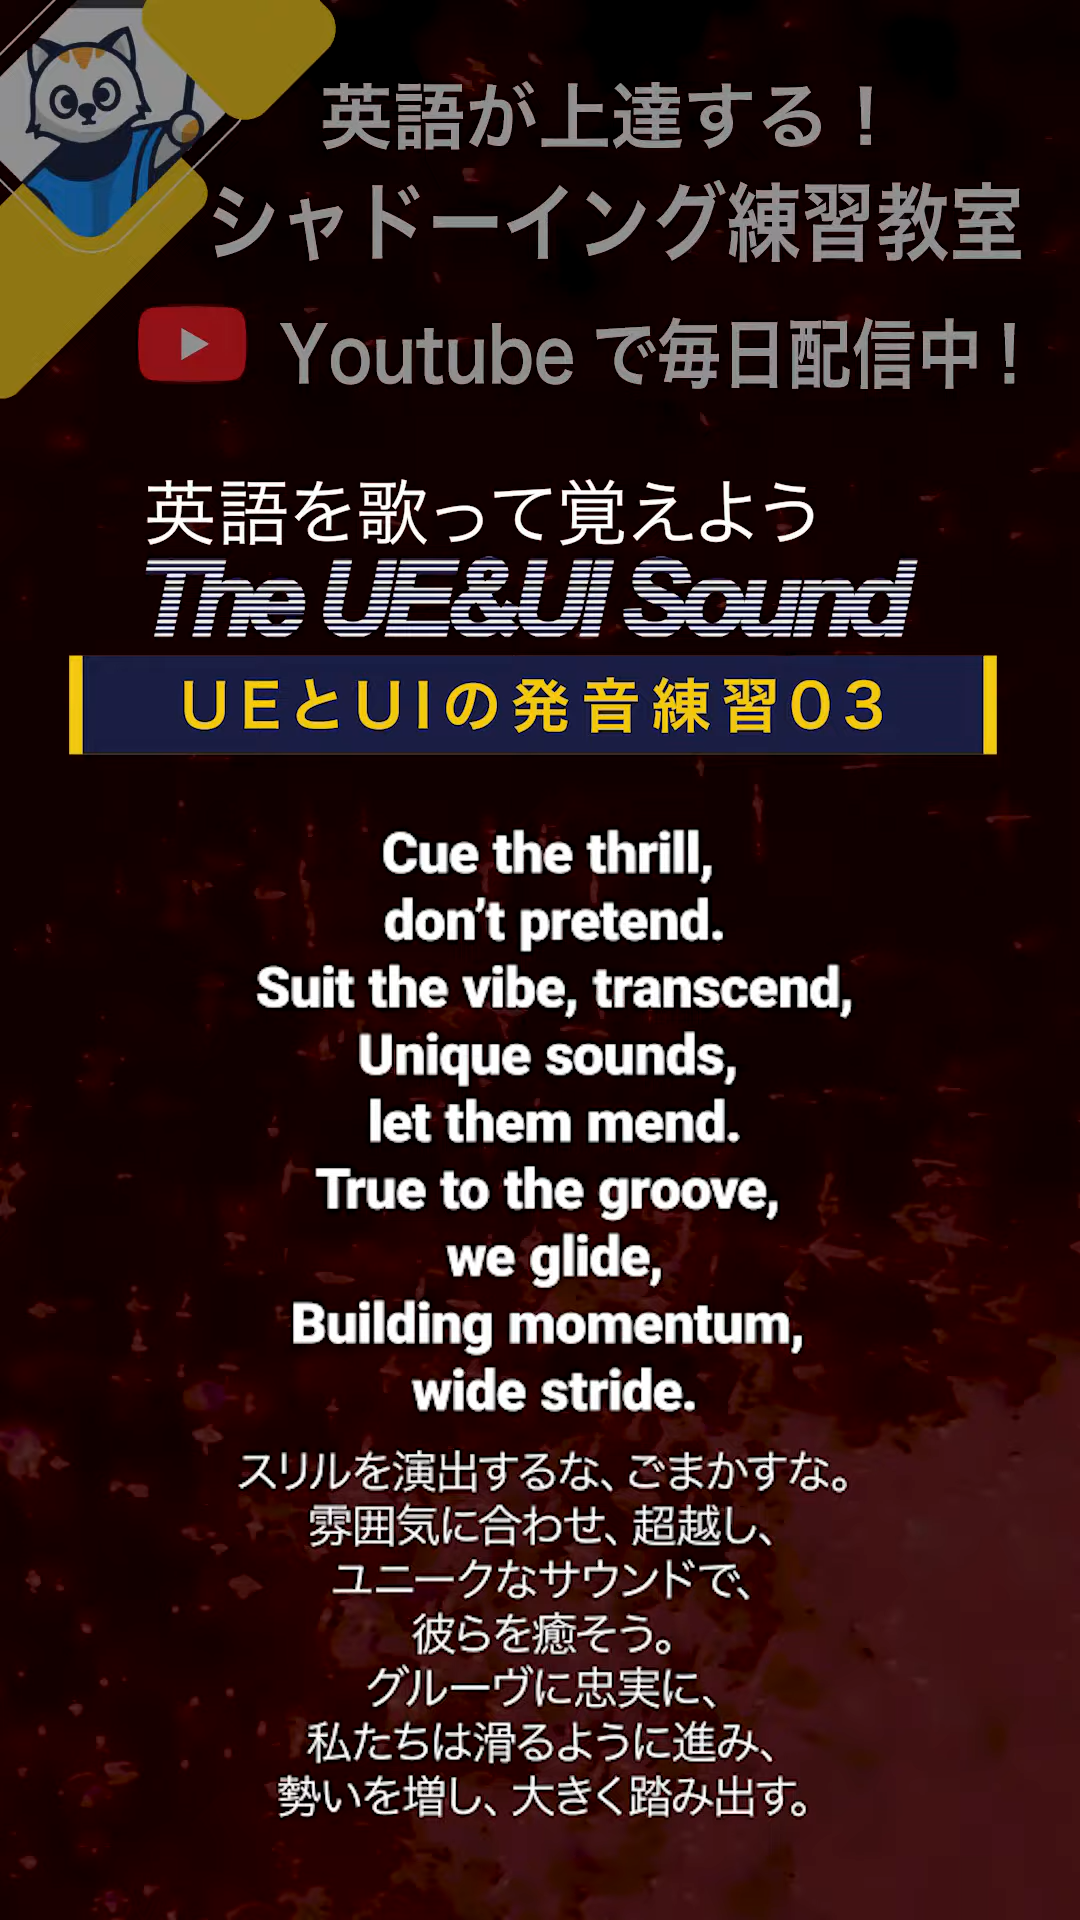 英語が上達する！
シャドーイング練習教室
Youtubeで毎日配信中！
英語を歌って覚えよう
The UE&UI Sound
UEとUIの発音練習03
Cue the thrill,
don’t pretend.
Suit the vibe, transcend,
Unique sounds,
let them mend.
True to the groove,
we glide,
Building momentum,
wide stride.
スリルを演出するな、ごまかすな。
雰囲気に合わせ、超越し、
ユニークなサウンドで、
彼らを癒そう。
グルーヴに忠実に、
私たちは滑るように進み、
勢いを増し、大きく踏み出す。